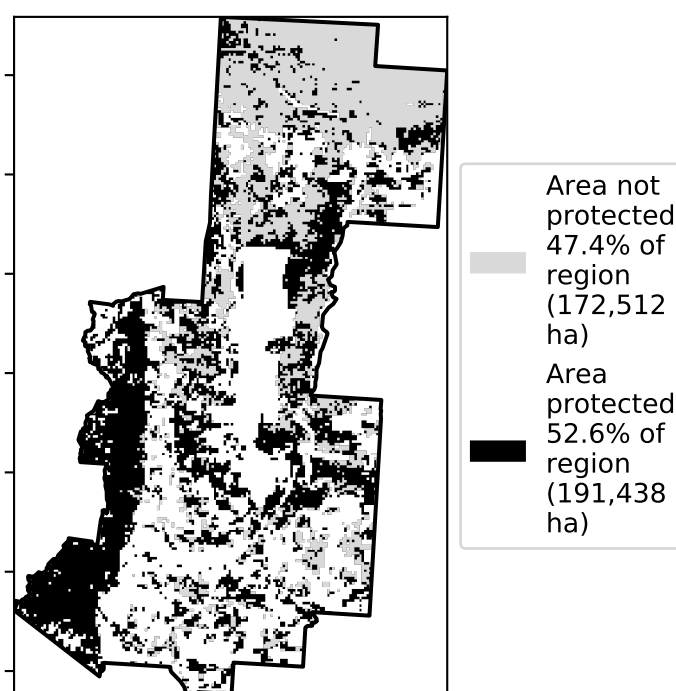 Area not
protected
47.4% of
region
(172,512
ha)
Area
protected
52.6% of
region
(191,438
ha)